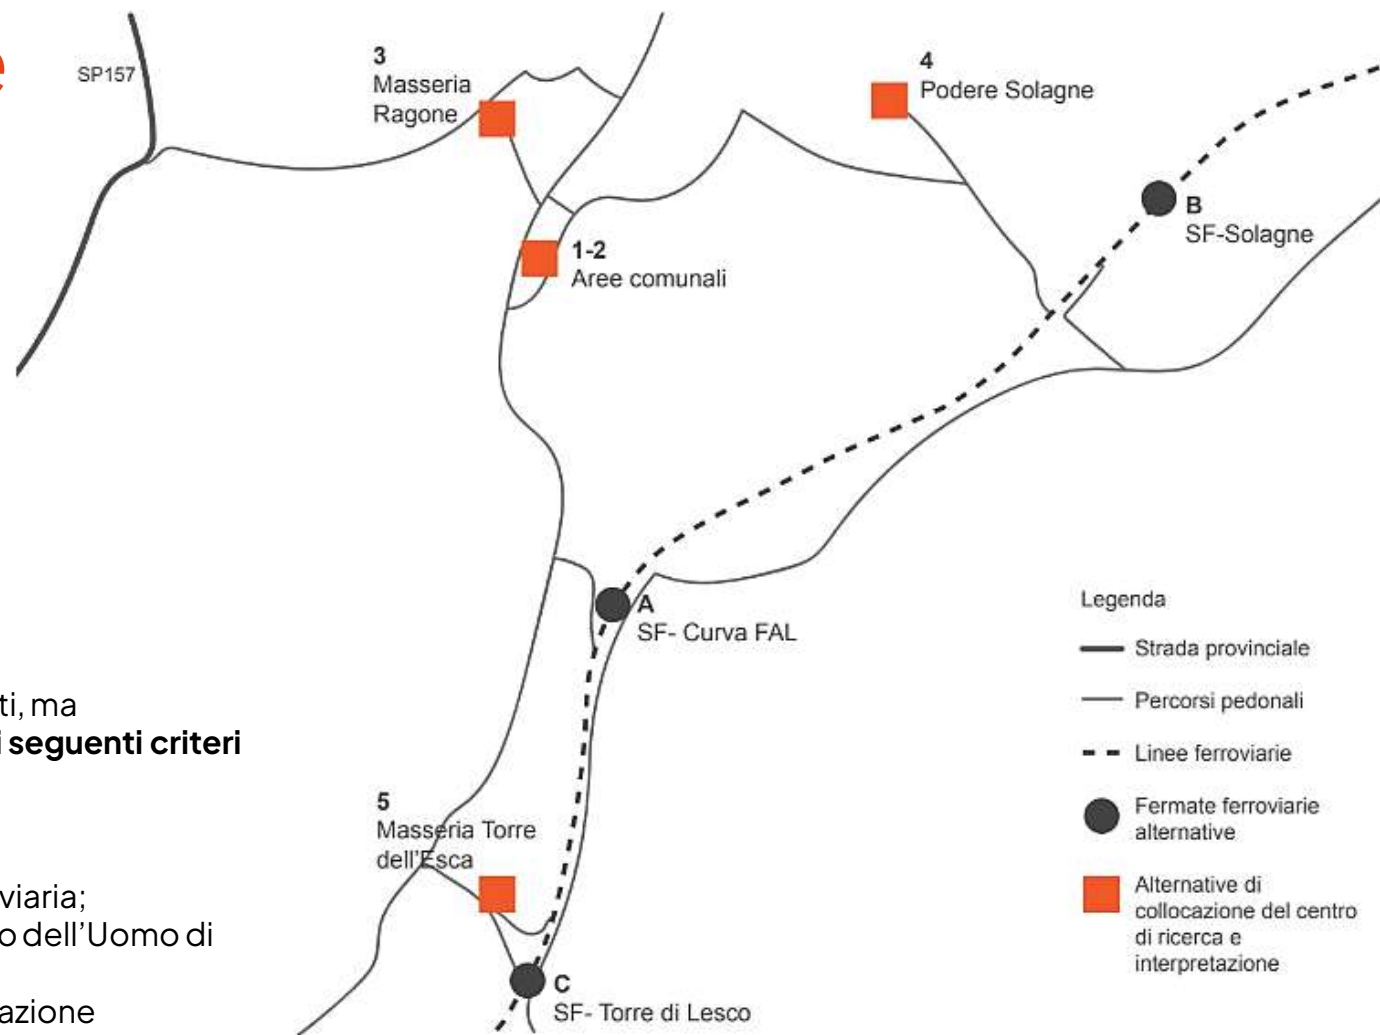 e
SP157
3
Masseria
Ragone
4
Podere Solagne
B
SF-Solagne
1-2
Aree comunali
A
SF- Curva FAL
ti, ma
i seguenti criteri
5
Masseria Torre
dell'Esca
viaria;
o dell’Uomo di
azione
C
SF- Torre di Lesco
Legenda
Strada provinciale
Percorsi pedonali
Linee ferroviarie
Fermate ferroviarie
alternative
Alternative di
collocazione del centro
di ricerca e
interpretazione